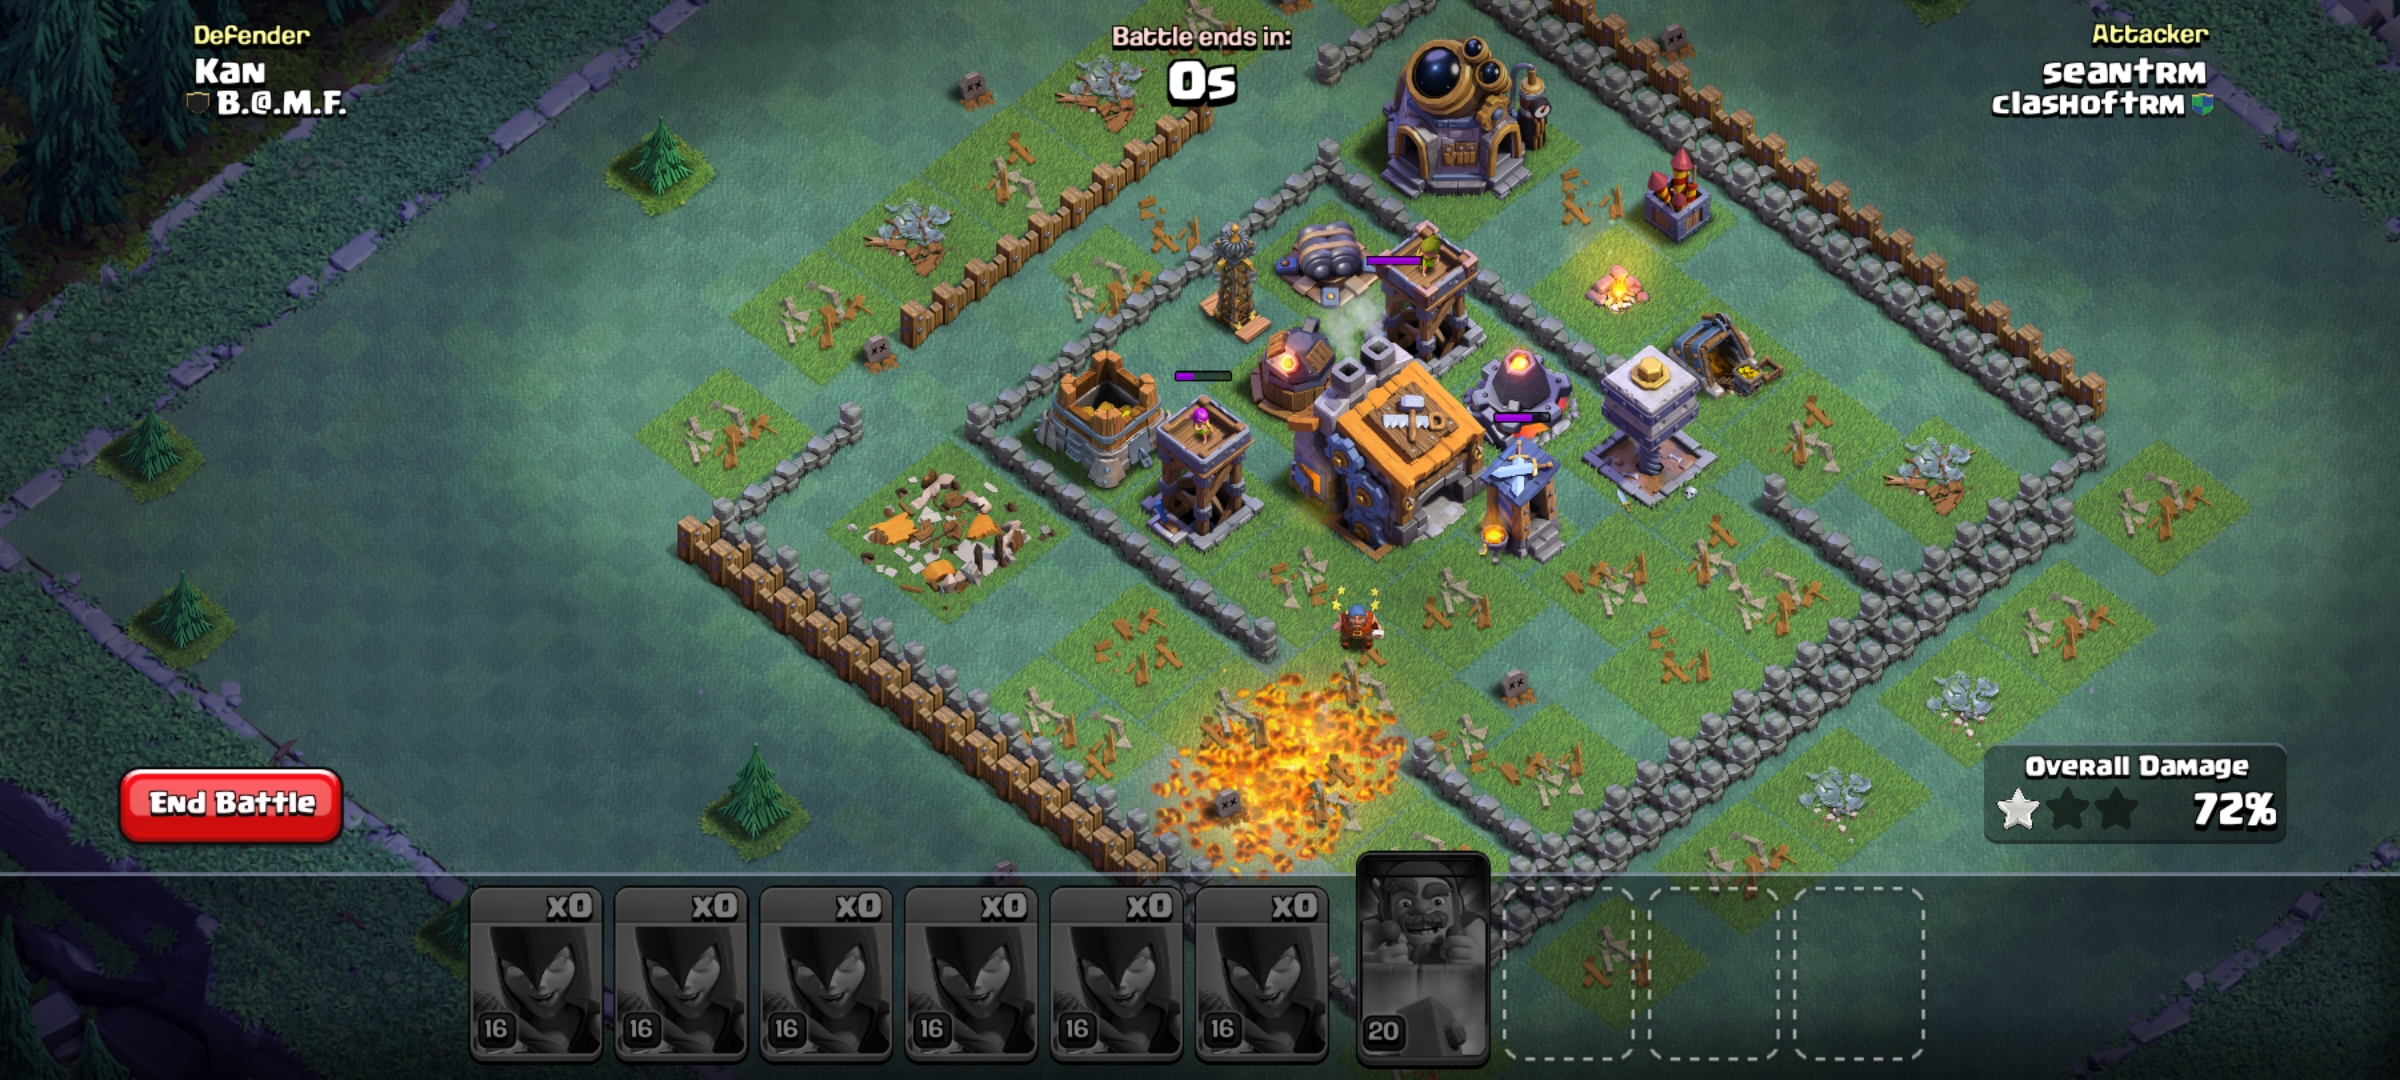 Defender
Kan
B.@.M.F.
Battle ends in:
0s
Attacker
seantRM
clashoftRM
VIII
End Battle
Overall Damage
72%
x0
x0
x0
x0
x0
x0
16
16
16
16
16
16
20